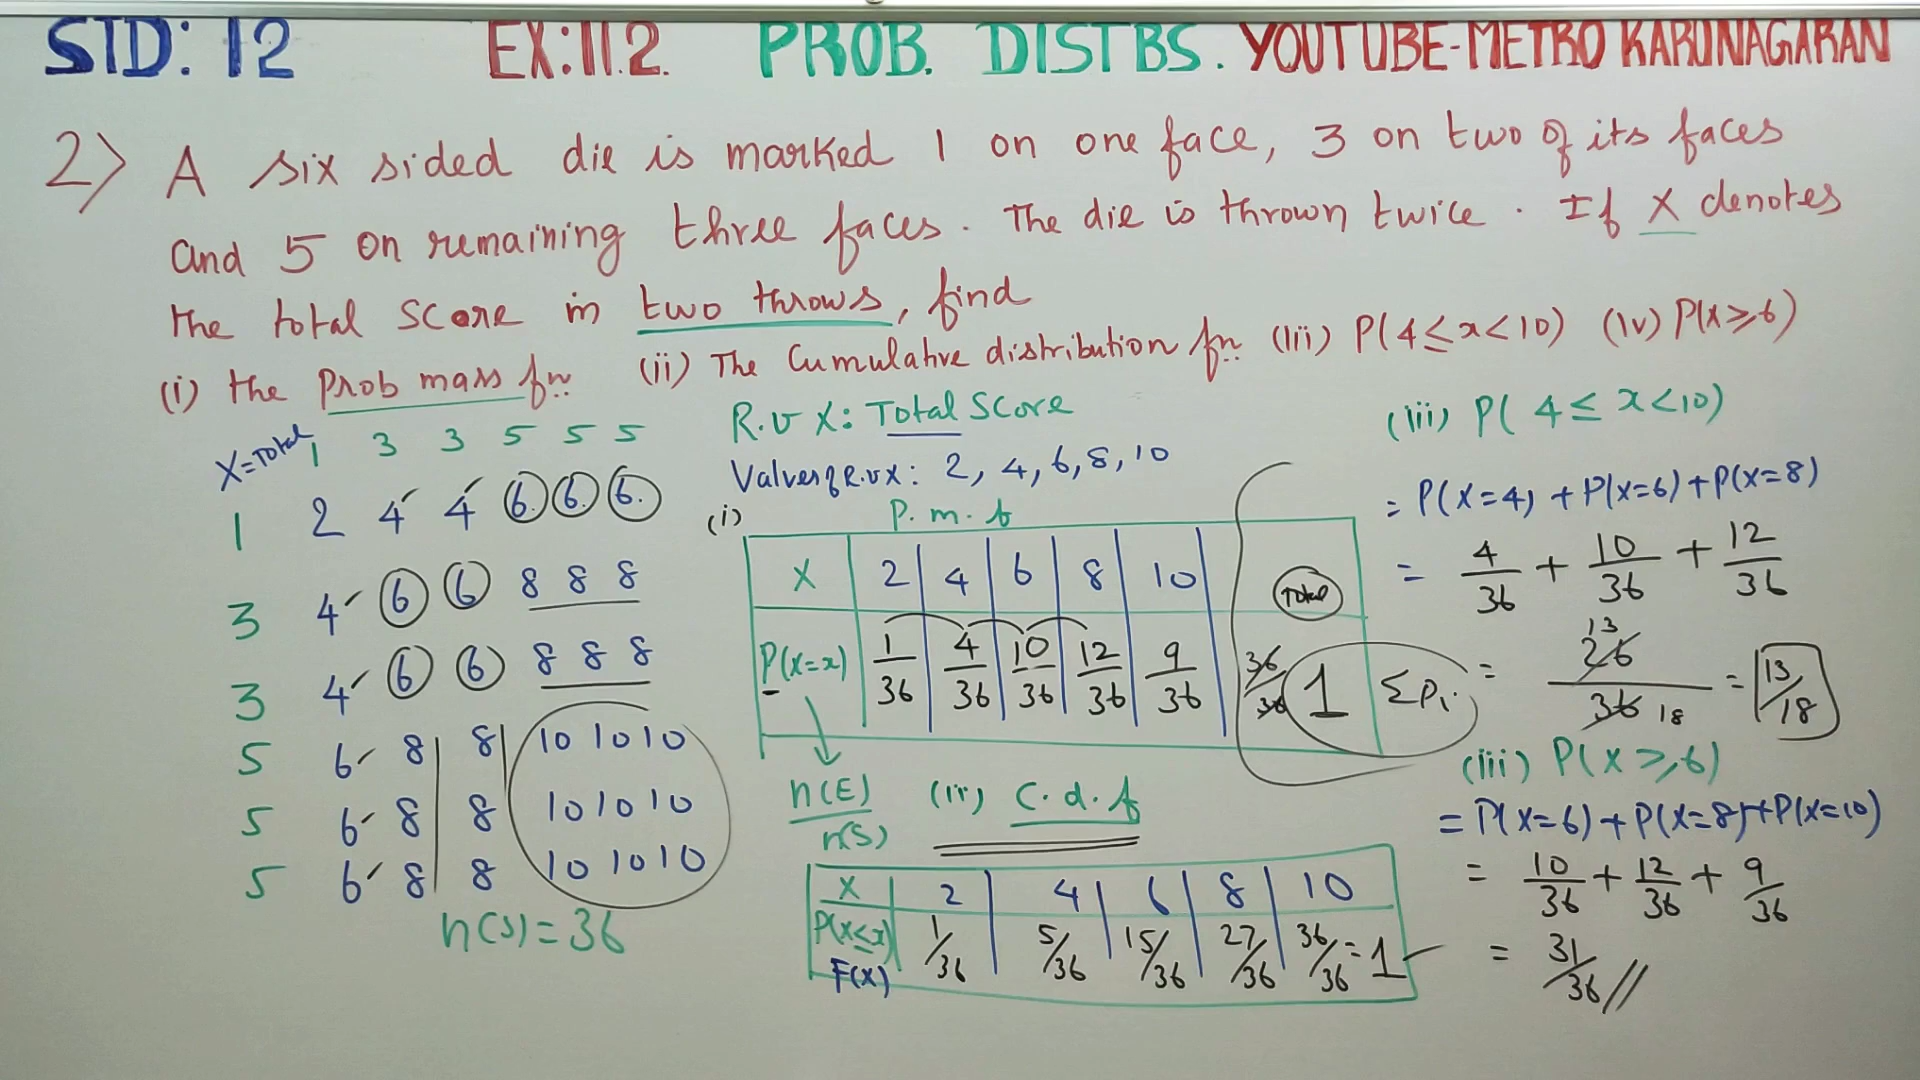 STD: 12 EX:11.2. PROB. DISTBS. YOUTUBE-METRO KARUNAGARAN
2) A six sided die is marked 1 on one face, 3 on two of its faces
and 5 on remaining three faces. The die is thrown twice. If X denotes
the total score in two throws, find
(i) the Prob mass fn (ii) The Cumulative distribution fn (iii) P(4≤x<10) (iv) P(X≥6)
X=Total 1 3 3 5 5 5
1 2 4 4 6 6 6
3 4 6 6 8 8 8
3 4 6 6 8 8 8
5 6 8 8 10 10 10
5 6 8 8 10 10 10
5 6 8 8 10 10 10
n(S)=36
R.v X: Total Score
Values of R.v X: 2, 4, 6, 8, 10
(i) P.m.f
X 2 4 6 8 10 Total
P(X=x) 1/36 4/36 10/36 12/36 9/36 36/36 1 ΣPi
n(E)/n(S)
(ii) C.d.f
X 2 4 6 8 10
P(X≤x) F(X) 1/36 5/36 15/36 27/36 36/36=1
(iii) P(4≤x<10)
= P(X=4) + P(X=6)+P(X=8)
= 4/36 + 10/36 + 12/36
= 26/36 13 18 = 13/18
(iii) P(X≥6)
= P(X=6)+P(X=8)+P(X=10)
= 10/36 + 12/36 + 9/36
= 31/36 //